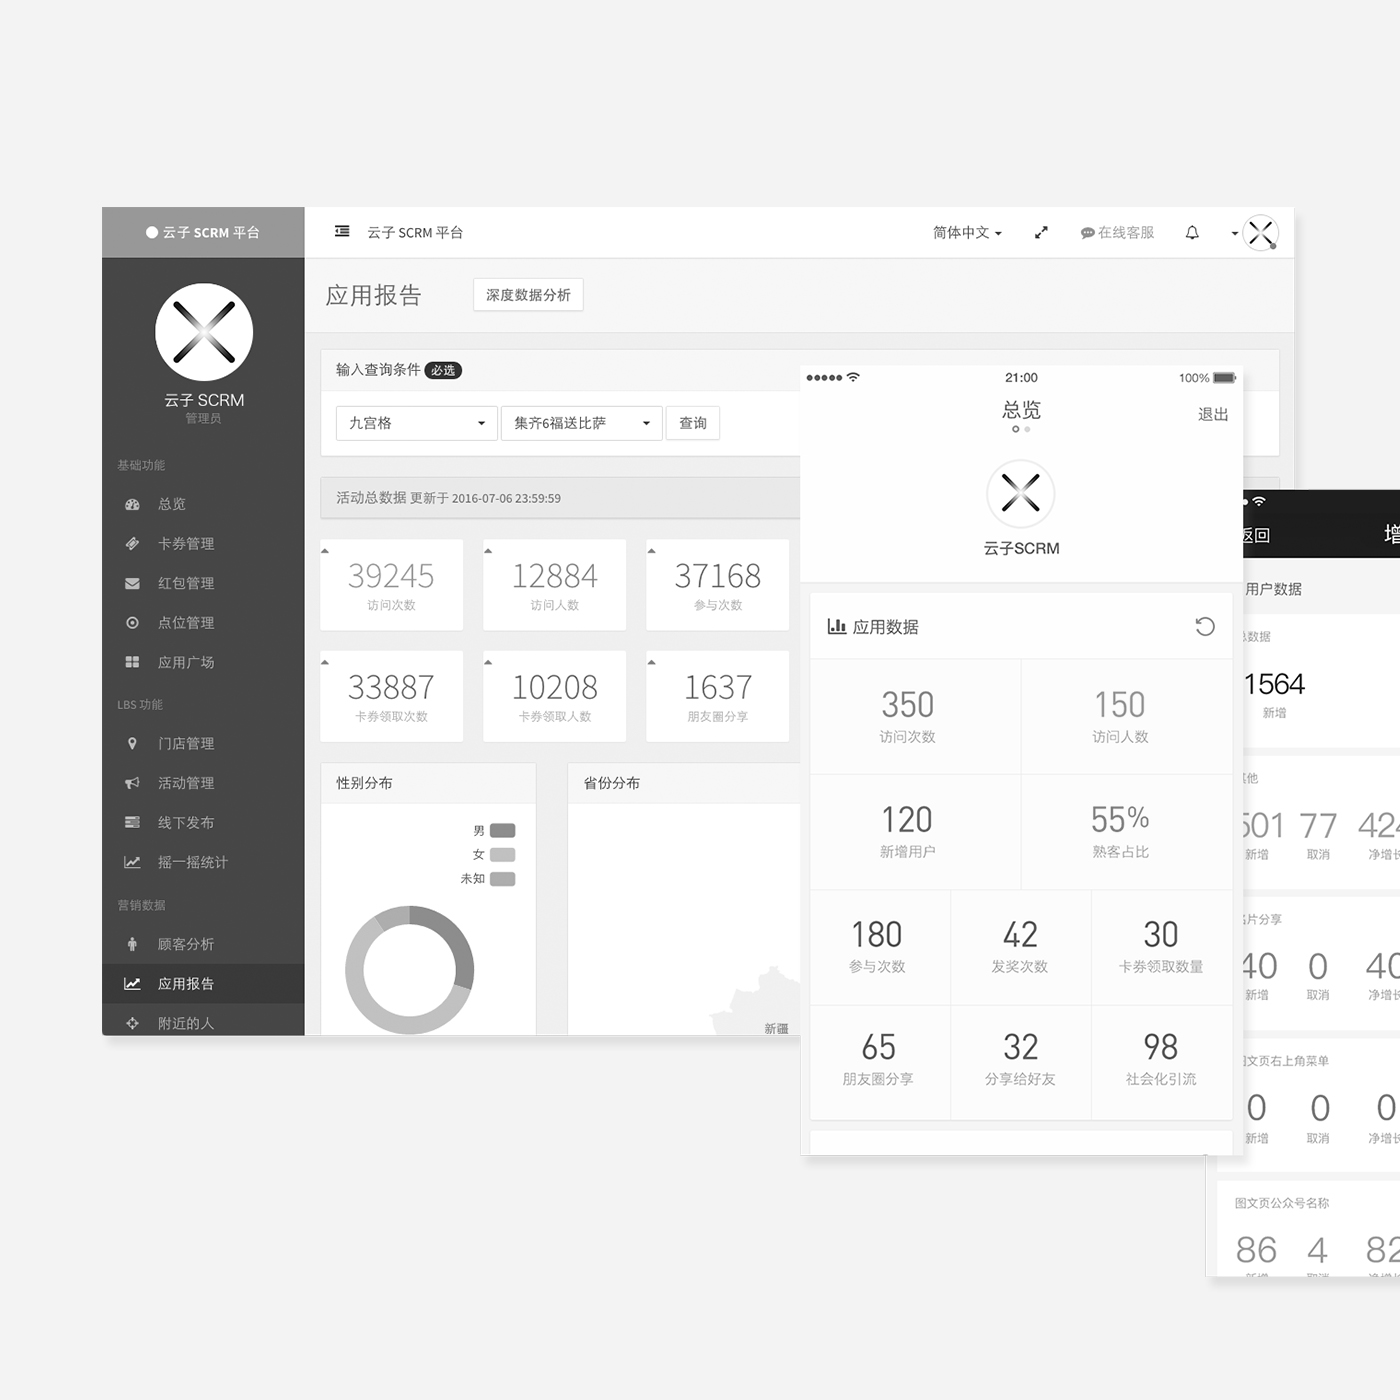 云子 SCRM 平台
云子 SCRM 平台
简体中文
在线客服
云子 SCRM
管理员
基础功能
总览
卡券管理
红包管理
点位管理
应用广场
LBS 功能
门店管理
活动管理
线下发布
摇一摇统计
营销数据
顾客分析
应用报告
附近的人
应用报告
深度数据分析
输入查询条件 必选
九宫格
集齐6福送比萨
查询
活动总数据 更新于 2016-07-06 23:59:59
39245
访问次数
12884
访问人数
37168
参与次数
33887
卡券领取次数
10208
卡券领取人数
1637
朋友圈分享
性别分布
男
女
未知
省份分布
新疆
21:00
100%
总览
退出
云子SCRM
应用数据
350
访问次数
150
访问人数
120
新增用户
55%
熟客占比
180
参与次数
42
发奖次数
30
卡券领取数量
65
朋友圈分享
32
分享给好友
98
社会化引流
返回
增
用户数据
总数据
1564
新增
其他
501
新增
77
取消
424
净增长
名片分享
40
新增
0
取消
40
净增长
图文页右上角菜单
0
新增
0
取消
0
净增长
图文页公众号名称
86
新增
4
取消
82
净增长